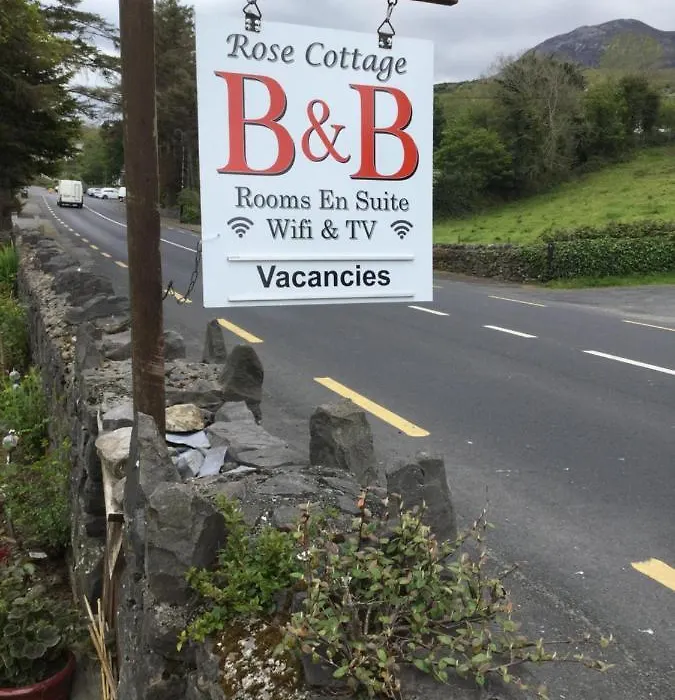 Rose Cottage
B&B
Rooms En Suite
Wifi & TV
Vacancies